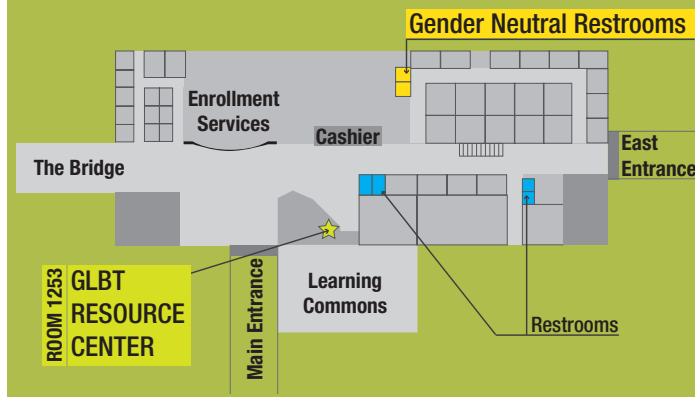 Gender Neutral Restrooms
Enrollment
Services
Cashier
East
Entrance
The Bridge
ROOM 1253
GLBT
RESOURCE
CENTER
Main Entrance
Learning
Commons
Restrooms